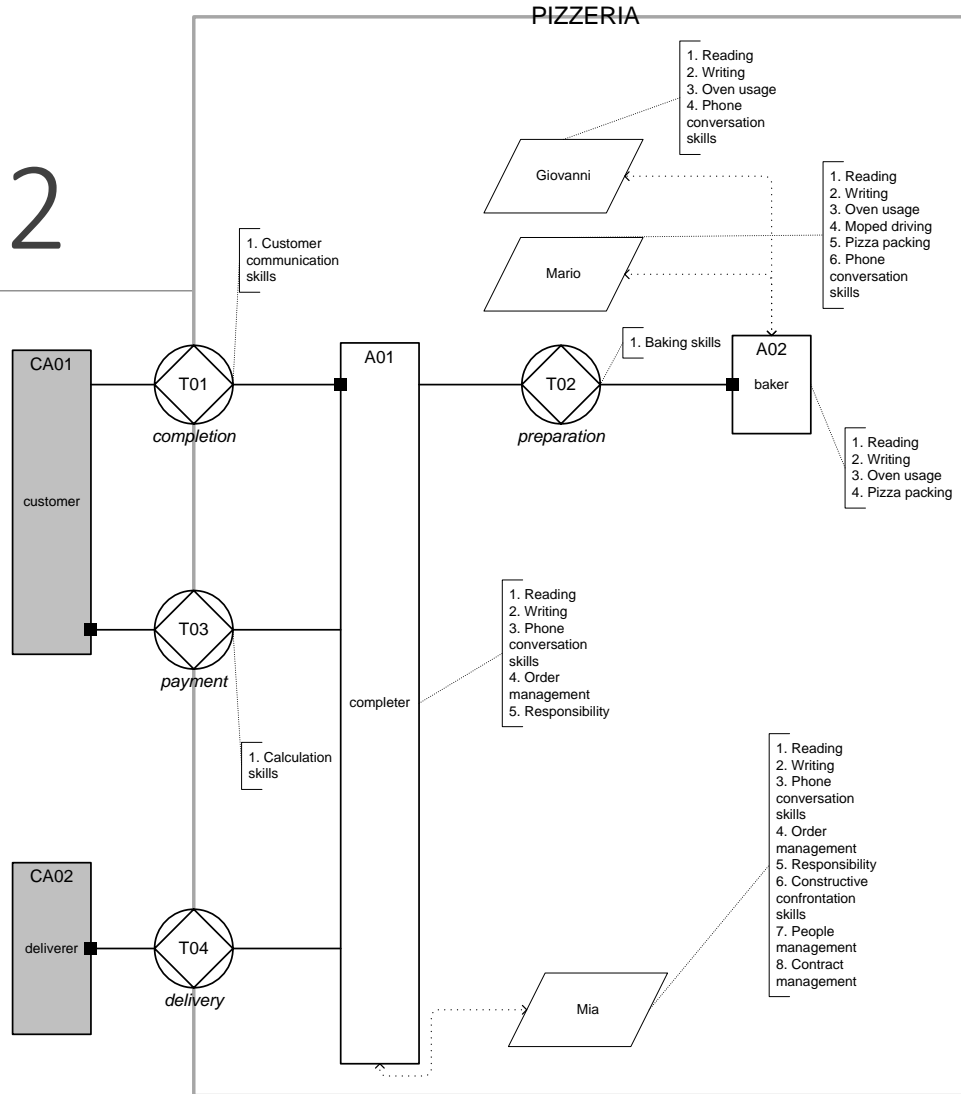 PIZZERIA
1. Reading
2. Writing
3. Oven usage
4. Phone
conversation
skills
Giovanni
2
1. Reading
2. Writing
3. Oven usage
4. Moped driving
5. Pizza packing
6. Phone
conversation
skills
1. Customer
communication
skills
Mario
CA01
customer
T01
completion
A01
completer
T02
preparation
1. Baking skills
A02
baker
1. Reading
2. Writing
3. Oven usage
4. Pizza packing
T03
payment
1. Calculation
skills
1. Reading
2. Writing
3. Phone
conversation
skills
4. Order
management
5. Responsibility
1. Reading
2. Writing
3. Phone
conversation
skills
4. Order
management
5. Responsibility
6. Constructive
confrontation
skills
7. People
management
8. Contract
management
CA02
deliverer
T04
delivery
Mia